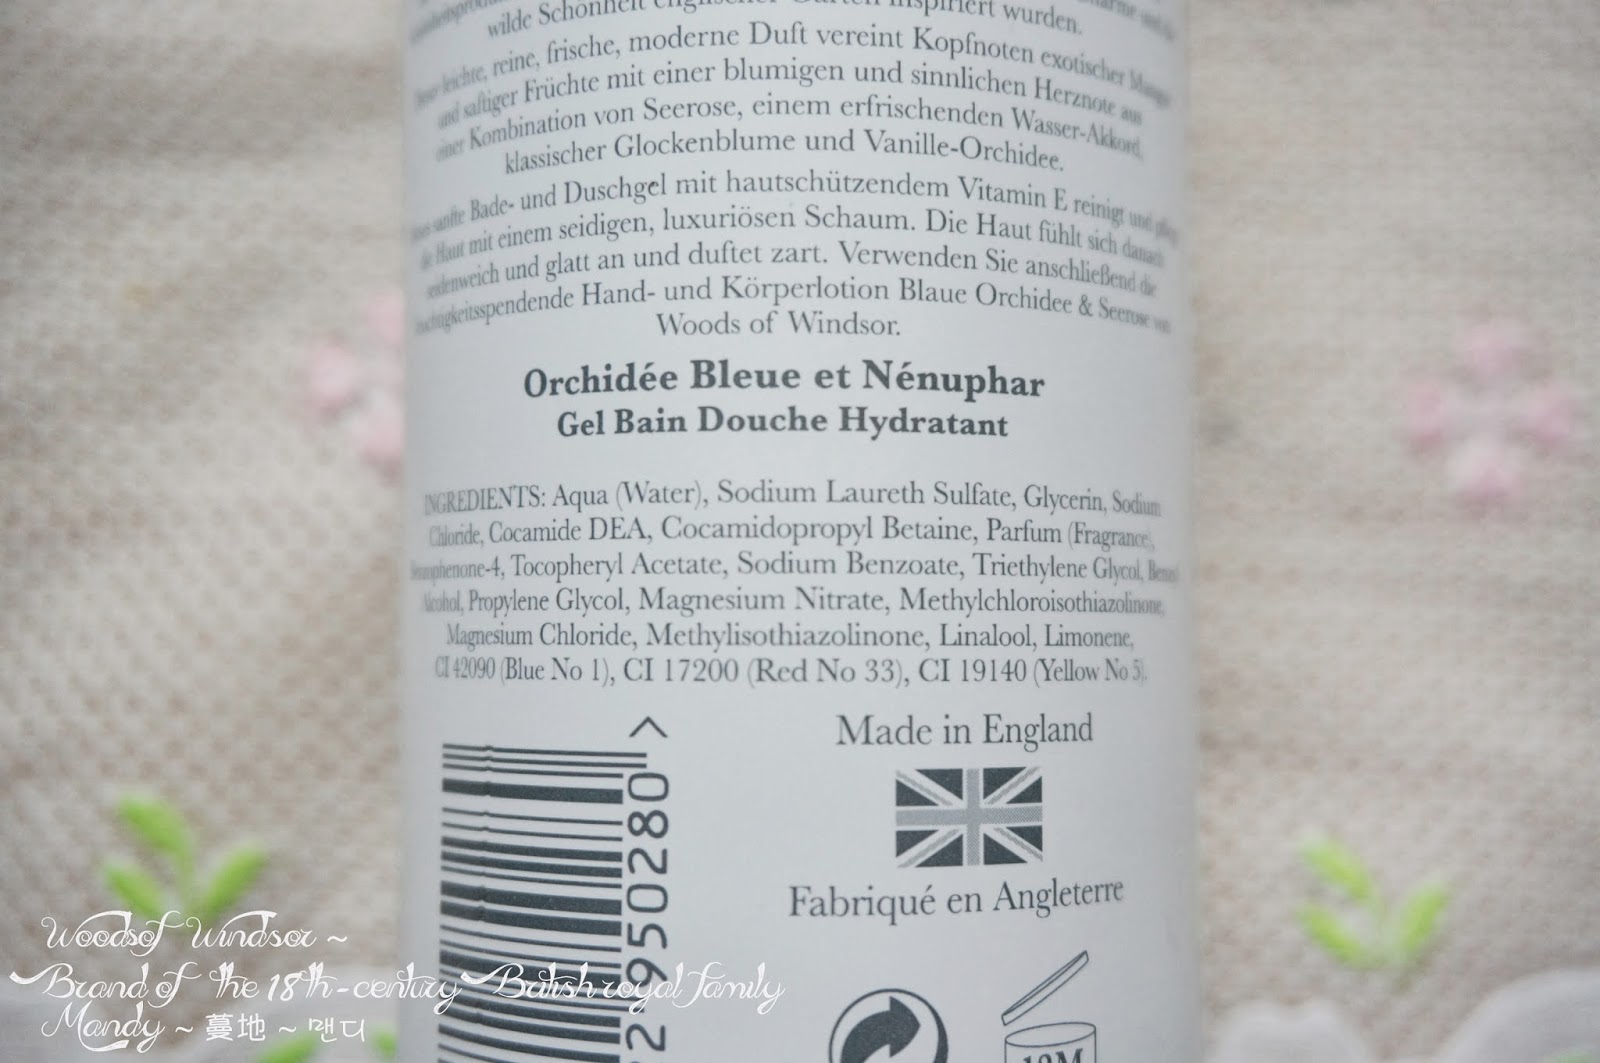 wilde Schönheit englischer Gärten inspiriert wurden.
leichte, reine, frische, moderne Duft vereint Kopfnoten exotischer
und saftiger Früchte mit einer blumigen und sinnlichen Herznote aus
einer Kombination von Seerose, einem erfrischenden Wasser-Akkord,
klassischer Glockenblume und Vanille-Orchidee.
sanfte Bade- und Duschgel mit hautschützendem Vitamin E reinigt und
die Haut mit einem seidigen, luxuriösen Schaum. Die Haut fühlt sich danach
seidenweich und glatt an und duftet zart. Verwenden Sie anschließend die
Hand- und Körperlotion Blaue Orchidee & Seerose von
Woods of Windsor.
Orchidée Bleue et Nénuphar
Gel Bain Douche Hydratant
INGREDIENTS: Aqua (Water), Sodium Laureth Sulfate, Glycerin, Sodium
Chloride, Cocamide DEA, Cocamidopropyl Betaine, Parfum (Fragrance),
Benzophenone-4, Tocopheryl Acetate, Sodium Benzoate, Triethylene Glycol, Benzyl
Alcohol, Propylene Glycol, Magnesium Nitrate, Methylchloroisothiazolinone,
Magnesium Chloride, Methylisothiazolinone, Linalool, Limonene,
CI 42090 (Blue No 1), CI 17200 (Red No 33), CI 19140 (Yellow No 5).
Made in England
Fabriqué en Angleterre
2950280 >
12M
Woods of Windsor ~
Brand of the 18th-century British royal family
Mandy ~ 蔓地 ~ 맨디